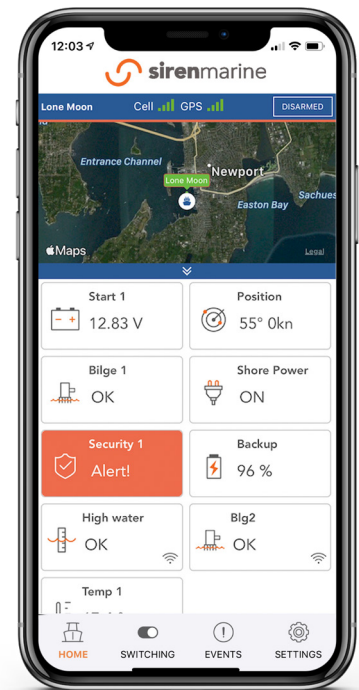 12:03
sirenmarine
Lone Moon Cell GPS DISARMED
Entrance Channel
Newport
Lone Moon
Easton Bay
Sachues
Maps
Legal
Start 1
12.83 V
Position
55° 0kn
Bilge 1
OK
Shore Power
ON
Security 1
Alert!
Backup
96 %
High water
OK
Blg2
OK
Temp 1
HOME SWITCHING EVENTS SETTINGS